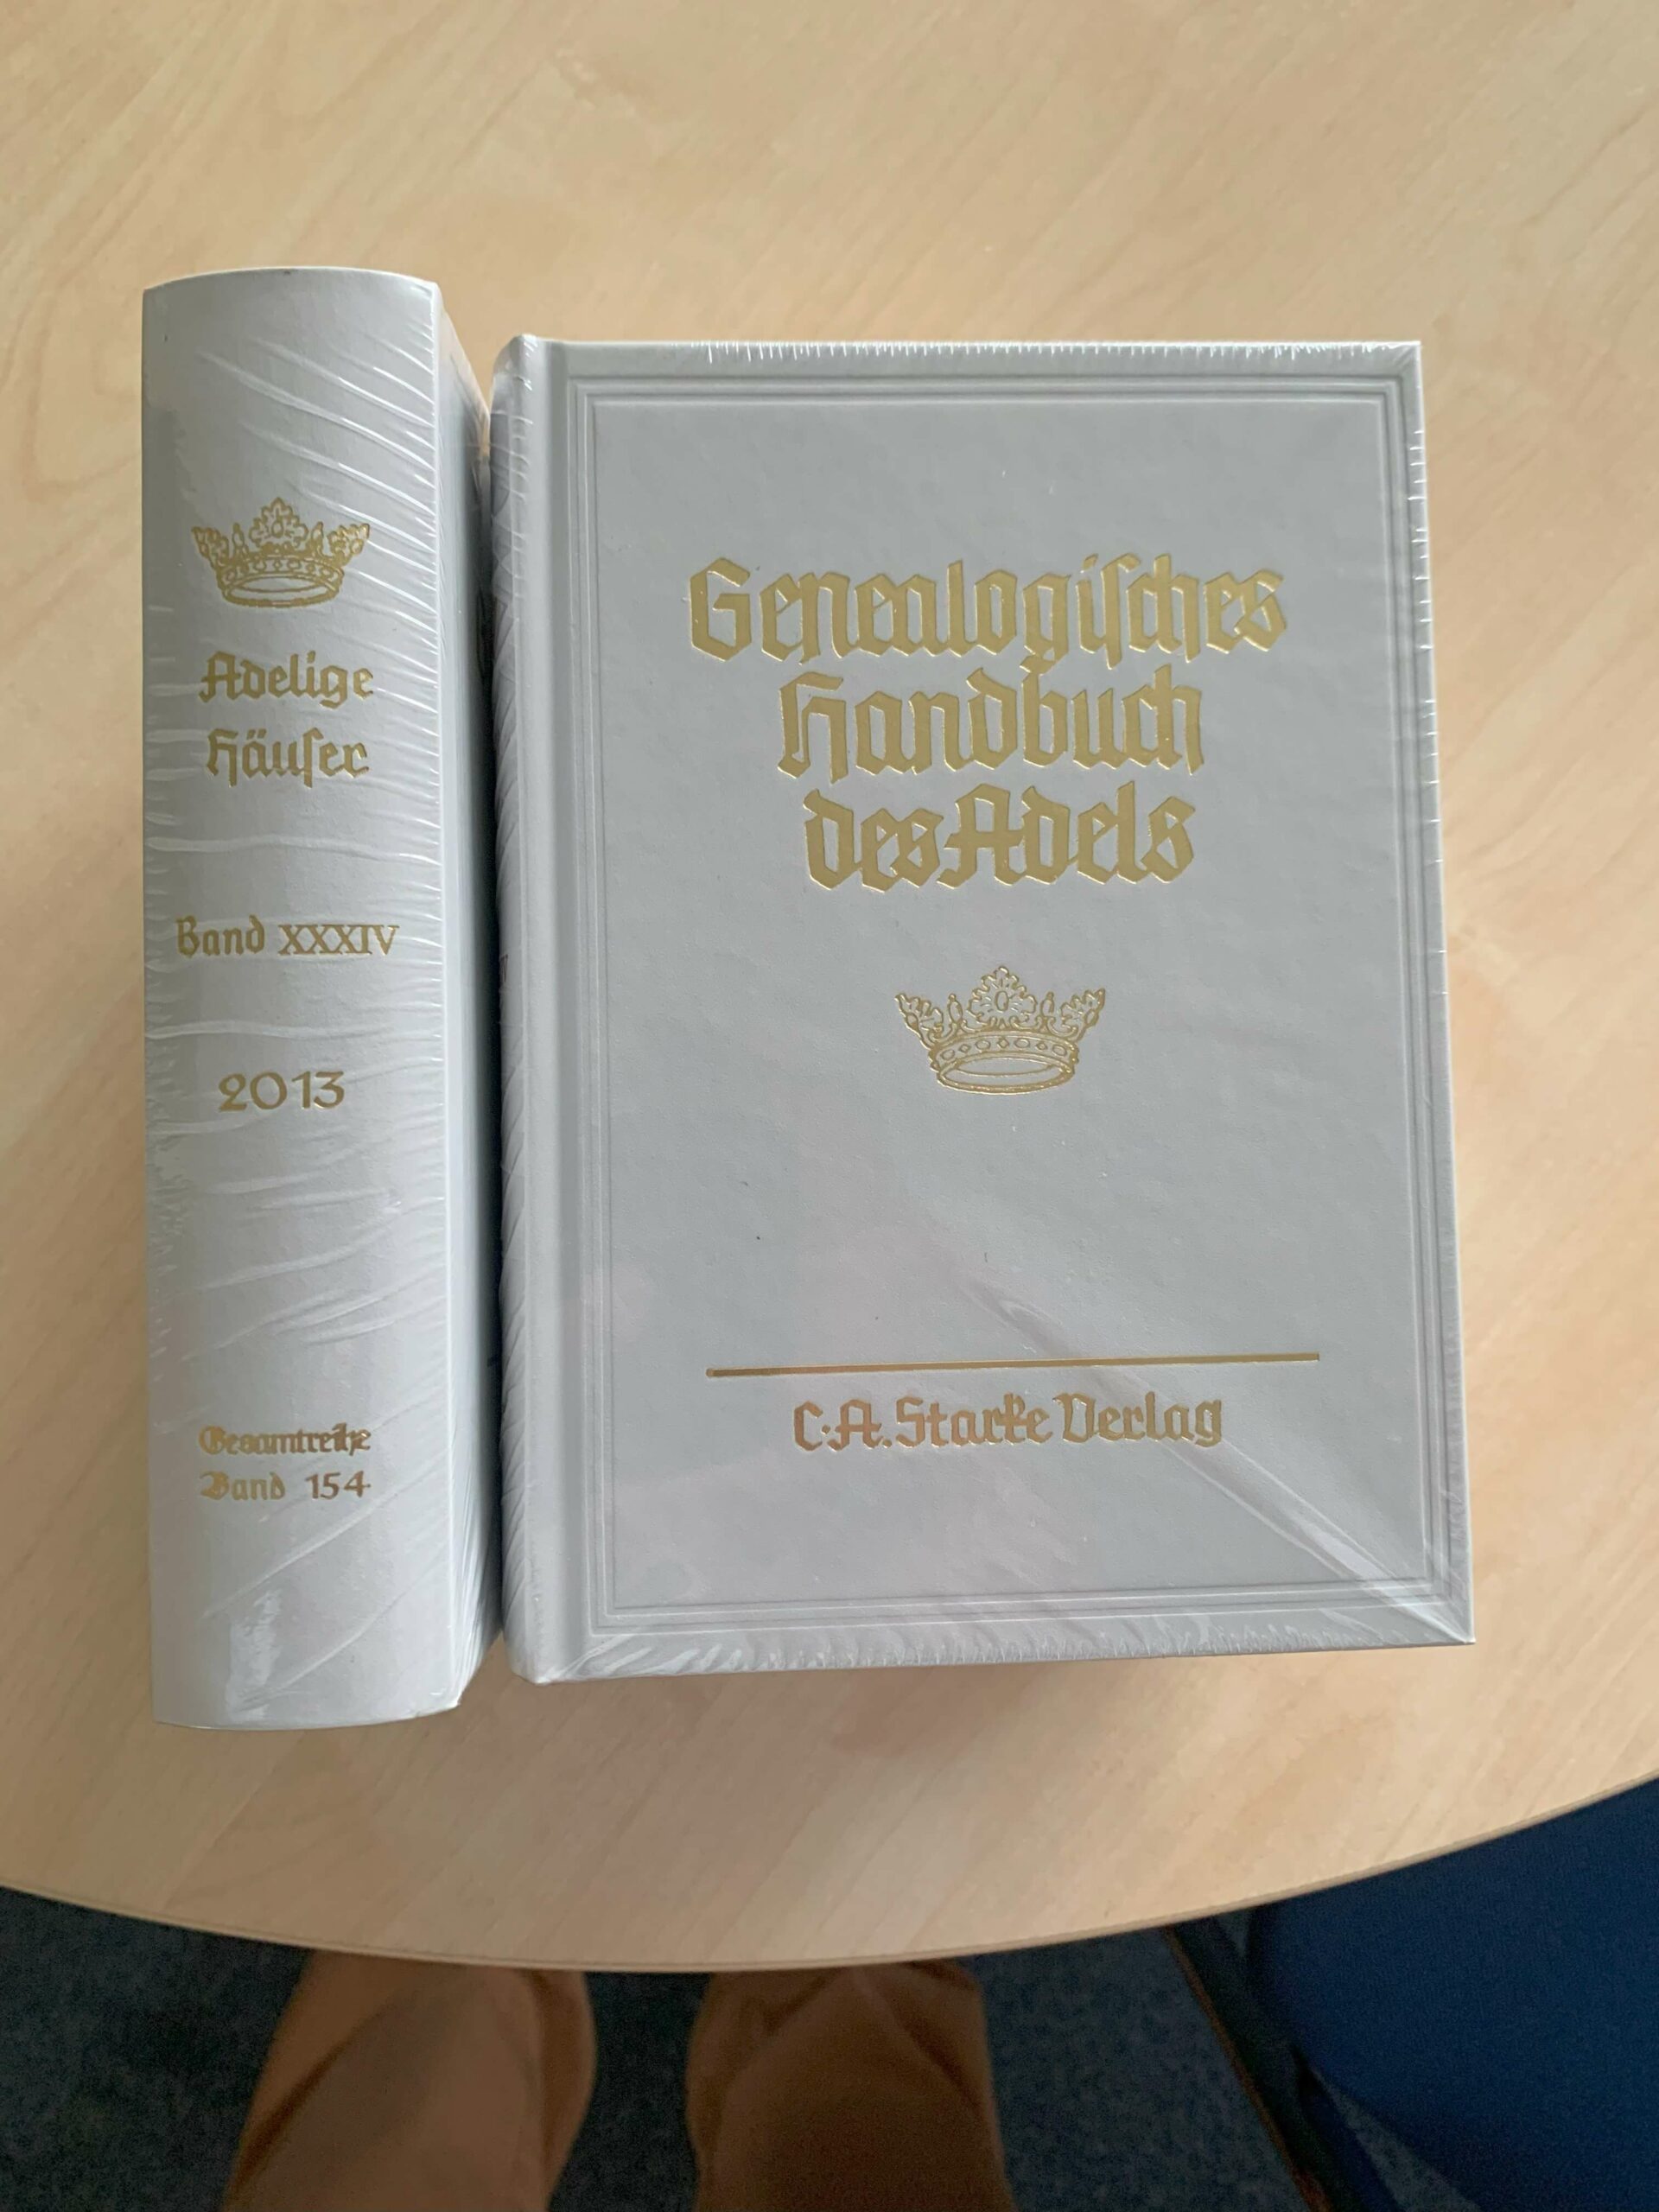 Adelige
Häuſer
Band XXXIV
2013
Gesamtreihe
Band 154
Genealogiſches
Handbuch
des Adels
C.A. Starke Verlag